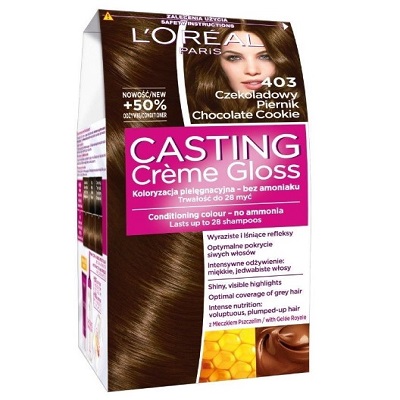 ZALECENIA UŻYCIA
SAFETY INSTRUCTIONS
L'ORÉAL
PARIS
403
Czekoladowy
Piernik
Chocolate Cookie
NOWOŚĆ/NEW
+50%
ODŻYWKI/CONDITIONER
CASTING
Crème Gloss
Koloryzacja pielęgnacyjna – bez amoniaku
Trwałość do 28 myć
Conditioning colour – no ammonia
Lasts up to 28 shampoos
Wyraziste i lśniące refleksy
Optymalne pokrycie
siwych włosów
Intensywne odżywienie:
miękkie, jedwabiste włosy
Shiny, visible highlights
Optimal coverage of grey hair
Intense nutrition:
voluptuous, plumped-up hair
z Mleczkiem Pszczelim / with Gelée Royale